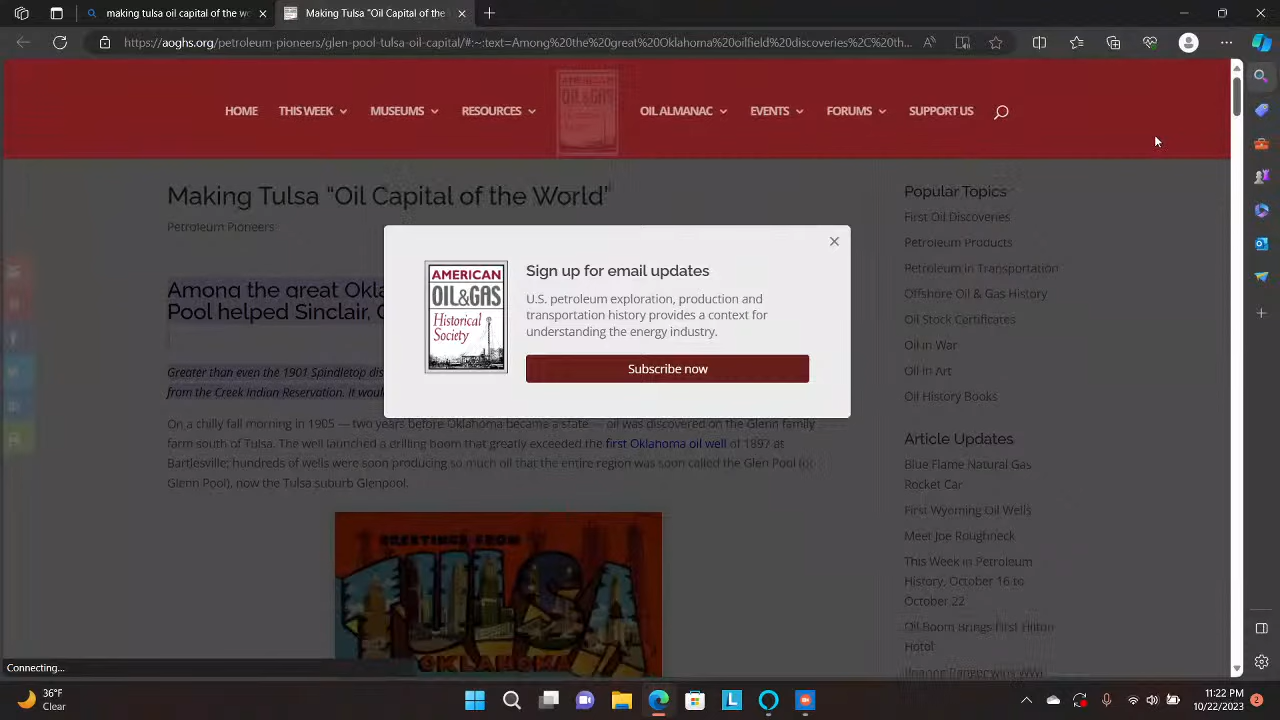 oil capital of the wo
Making Tulsa “Oil Capital of the
https://aoghs.org/petroleum-pioneers/glen-pool-tulsa-oil-capital/#:~:text=Among%20the%20great%20Oklahoma%20oilfield%20discoveries%2C%20th...
HOME
THIS WEEK
MUSEUMS
RESOURCES
OIL ALMANAC
EVENTS
FORUMS
SUPPORT US
Making Tulsa “Oil Capital of the World”
Petroleum Pioneers
Among the great Okl
Pool helped Sinclair,
Greater than even the 1901 Spindletop dis
from the Creek Indian Reservation. It would
On a chilly fall morning in 1905 — two years before Oklahoma became a state — oil was discovered on the Glenn family
farm south of Tulsa. The well launched a drilling boom that greatly exceeded the first Oklahoma oil well of 1897 at
Bartlesville; hundreds of wells were soon producing so much oil that the entire region was soon called the Glen Pool (or
Glenn Pool), now the Tulsa suburb Glenpool.
GREETINGS FROM
TULSA
OKLAHOMA
AMERICAN
OIL&GAS
Historical
Society
Sign up for email updates
U.S. petroleum exploration, production and
transportation history provides a context for
understanding the energy industry.
Subscribe now
Popular Topics
First Oil Discoveries
Petroleum Products
Petroleum in Transportation
Offshore Oil & Gas History
Oil Stock Certificates
Oil in War
Oil in Art
Oil History Books
Article Updates
Blue Flame Natural Gas
Rocket Car
First Wyoming Oil Wells
Meet Joe Roughneck
This Week in Petroleum
History, October 16 to
October 22
Oil Boom Brings First Hilton
Hotel
Connecting...
36°F
Clear
11:22 PM
10/22/2023